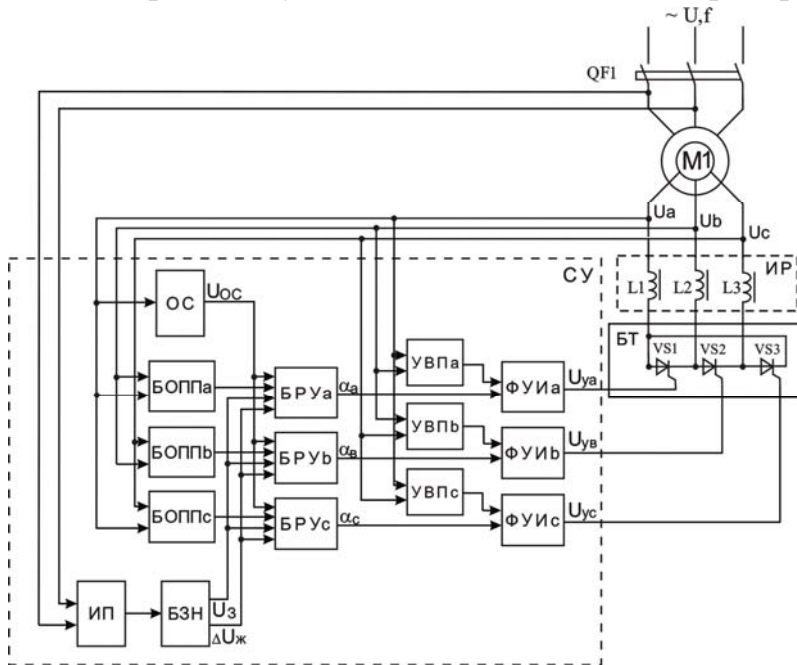 ~ U,f
QF1
М1
Ua
Ub
Uc
СУ
ИР
L1
L2
L3
БТ
VS1
VS2
VS3
ОС
Uос
БОППа
БОППb
БОППс
БРУа
БРУb
БРУс
αа
αв
αс
УВПа
УВПb
УВПс
ФУИа
ФУИb
ФУИс
Uуа
Uув
Uус
ИП
БЗН
Uз
ΔUж